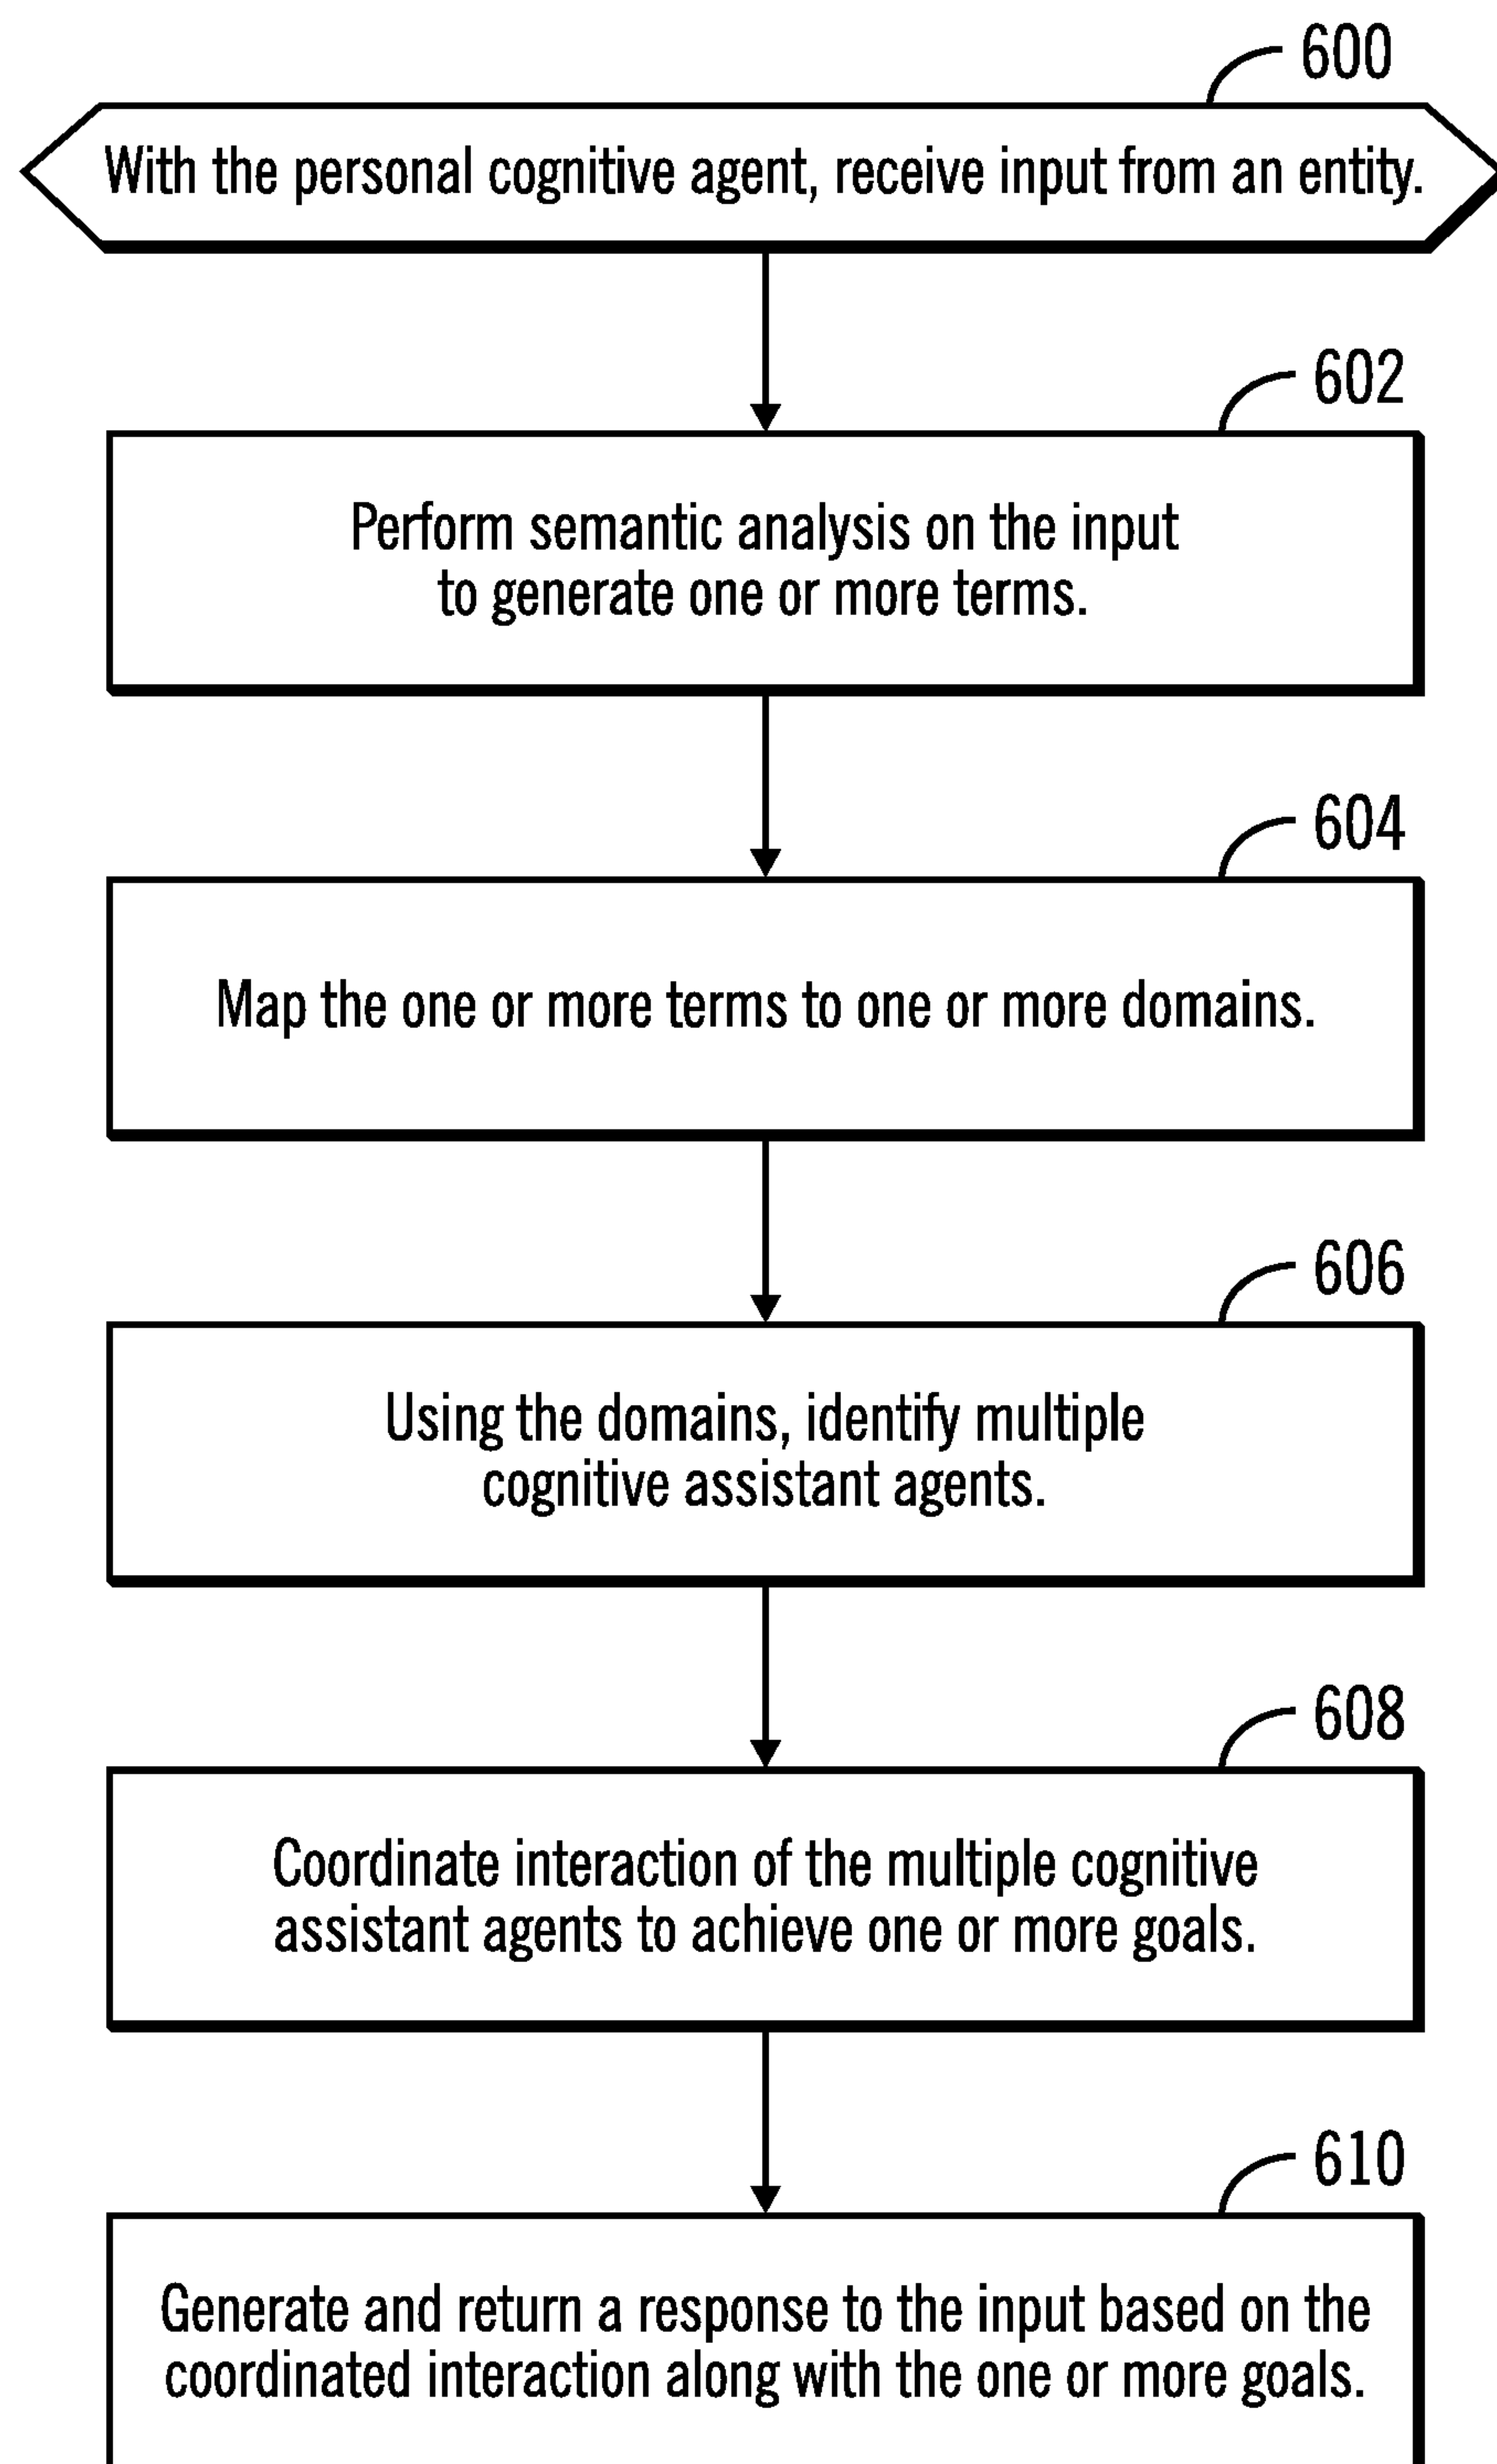 600
With the personal cognitive agent, receive input from an entity.
602
Perform semantic analysis on the input
to generate one or more terms.
604
Map the one or more terms to one or more domains.
606
Using the domains, identify multiple
cognitive assistant agents.
608
Coordinate interaction of the multiple cognitive
assistant agents to achieve one or more goals.
610
Generate and return a response to the input based on the
coordinated interaction along with the one or more goals.